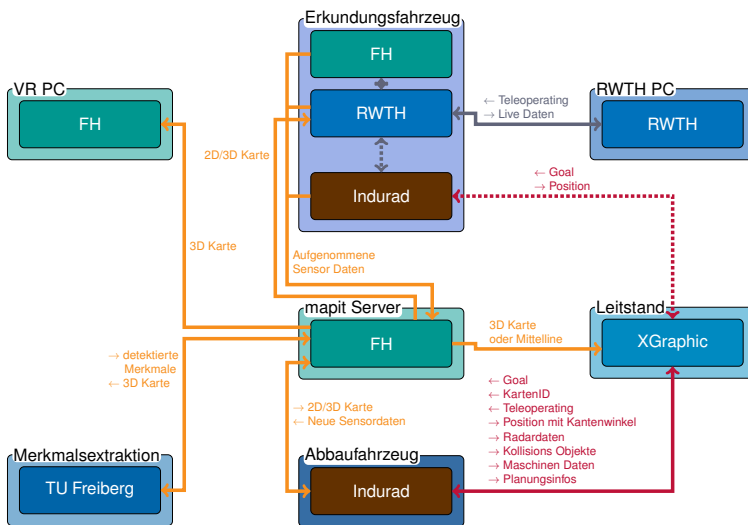 Erkundungsfahrzeug
FH
VR PC
FH
RWTH
← Teleoperating
→ Live Daten
RWTH PC
RWTH
2D/3D Karte
Indurad
← Goal
→ Position
3D Karte
Aufgenommene
Sensor Daten
mapit Server
FH
3D Karte
oder Mittelline
Leitstand
XGraphic
→ detektierte
Merkmale
← 3D Karte
← Goal
← KartenID
← Teleoperating
→ Position mit Kantenwinkel
→ Radardaten
→ Kollisions Objekte
→ Maschinen Daten
→ Planungsinfos
→ 2D/3D Karte
← Neue Sensordaten
Merkmalsextraktion
TU Freiberg
Abbaufahrzeug
Indurad